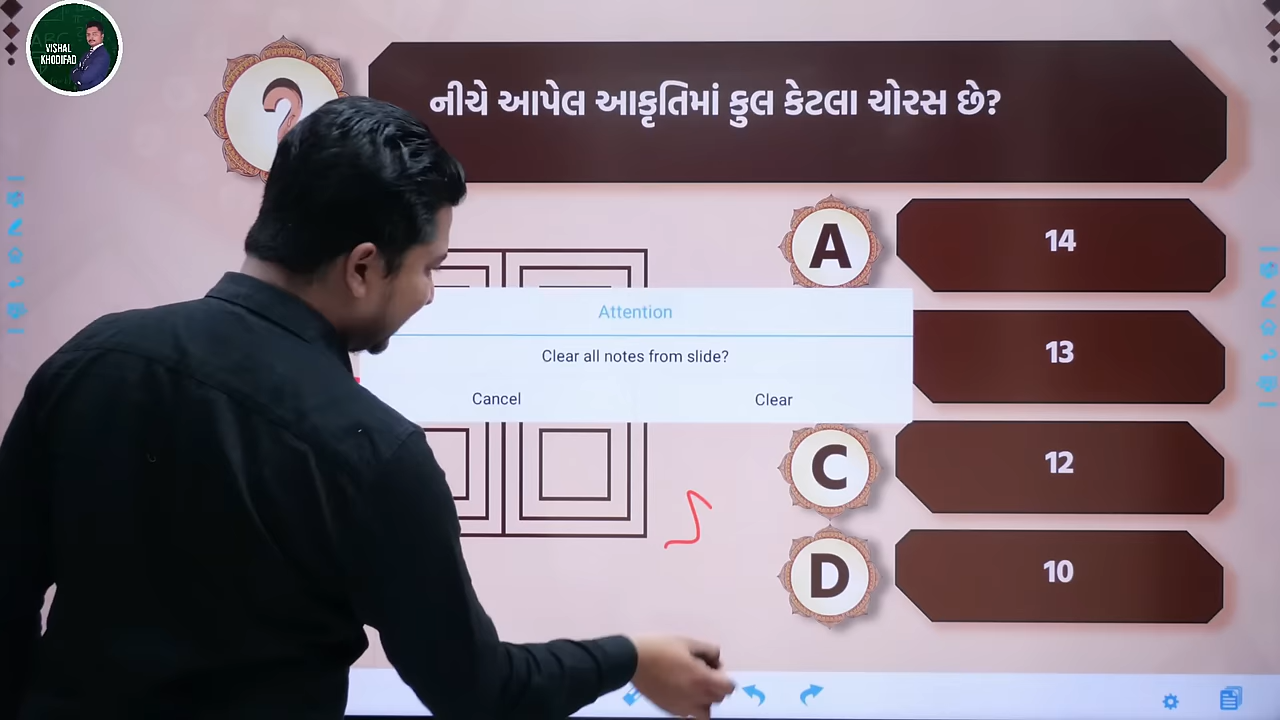 VISHAL
KHODIFAD
?
નીચે આપેલ આકૃતિમાં કુલ કેટલા ચોરસ છે?
A
14
Attention
Clear all notes from slide?
Cancel
Clear
13
C
12
D
10